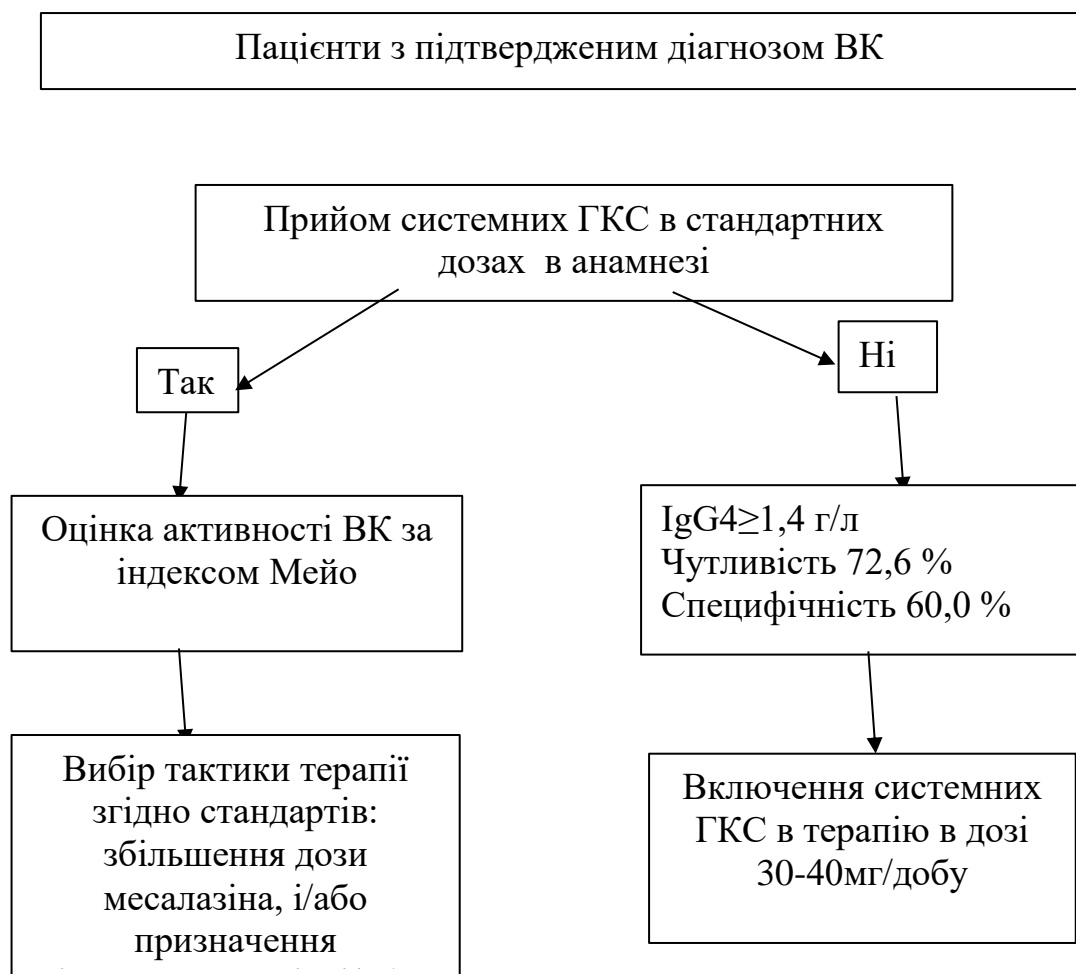 Пацієнти з підтвердженим діагнозом ВК
Прийом системних ГКС в стандартних
дозах в анамнезі
Так
Ні
Оцінка активності ВК за
індексом Мейо
IgG4≥1,4 г/л
Чутливість 72,6 %
Специфічність 60,0 %
Вибір тактики терапії
згідно стандартів:
збільшення дози
месалазіна, і/або
призначення
Включення системних
ГКС в терапію в дозі
30-40мг/добу